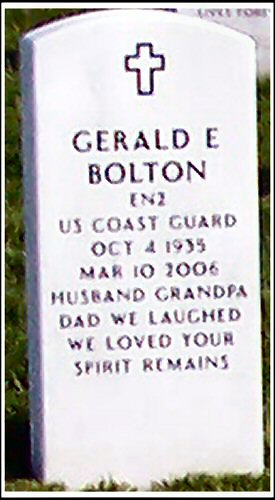 GERALD E
BOLTON
EN2
US COAST GUARD
OCT 4 1935
MAR 10 2006
HUSBAND GRANDPA
DAD WE LAUGHED
WE LOVED YOUR
SPIRIT REMAINS